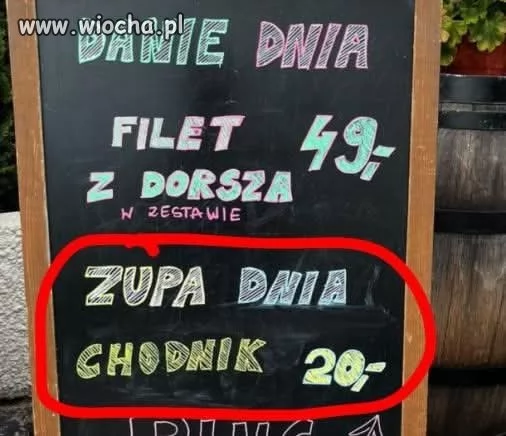 www.wiocha.pl
DANIE DNIA
FILET 49,-
Z DORSZA
W ZESTAWIE
ZUPA DNIA
CHODNIK 20,-